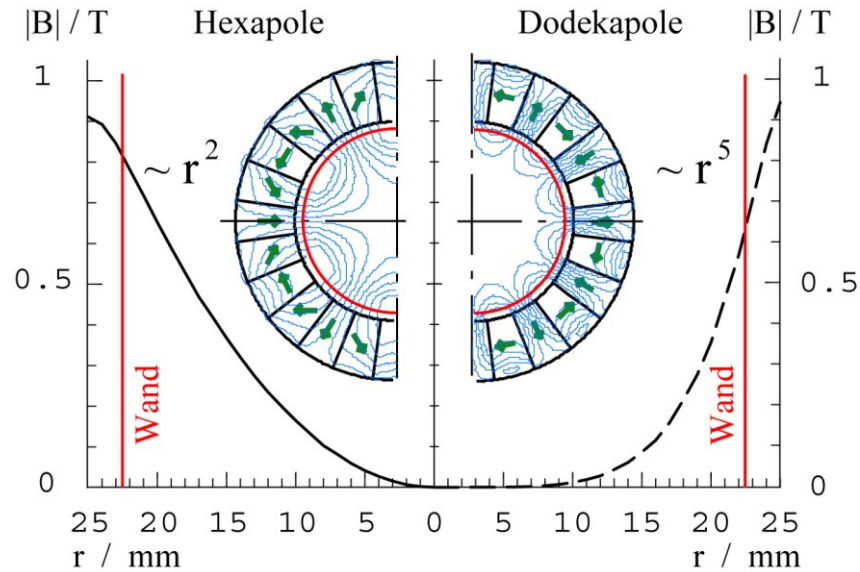 |B| / T Hexapole Dodekapole |B| / T
1 1
~ r² ~ r⁵
0.5 0.5
Wand Wand
0 0
25 20 15 10 5 0 5 10 15 20 25
r / mm r / mm